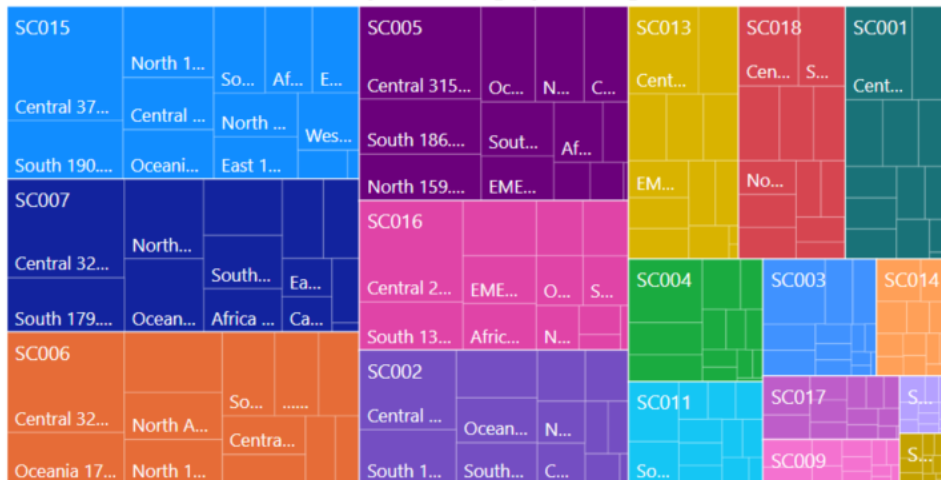 SC015
North 1...
So...
Af...
E...
Central 37...
Central ...
North ...
Wes...
South 190....
Oceani...
East 1...
SC007
North...
Central 32...
South...
Ea...
South 179....
Ocean...
Africa ...
Ca...
SC006
So...
......
Central 32...
North A...
Centra...
Oceania 17...
North 1...
SC005
Central 315...
Oc...
N...
C...
South 186....
Sout...
Af...
North 159....
EME...
SC016
Central 2...
EME...
O...
S...
South 13...
Afric...
N...
SC002
Central ...
Ocean...
N...
South 1...
South...
C...
SC013
Cent...
EM...
SC018
Cen...
S...
No...
SC001
Cent...
SC004
SC003
SC014
SC011
So...
SC017
S...
SC009
S...